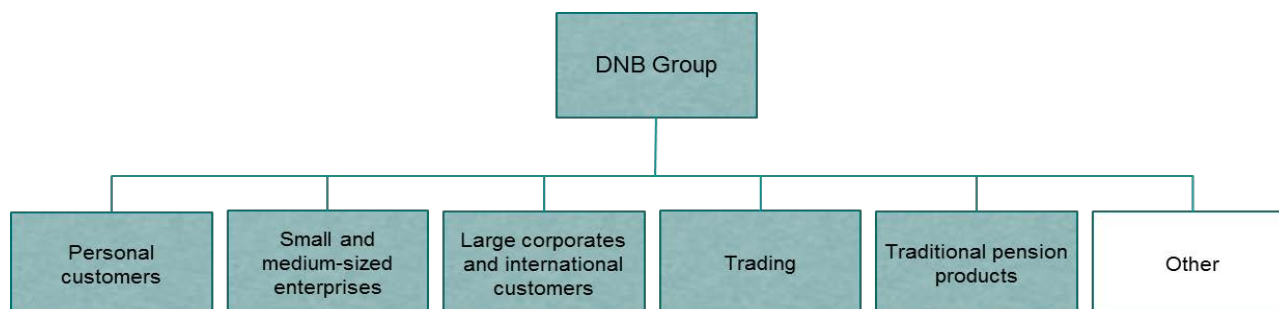 DNB Group
Personal
customers
Small and
medium-sized
enterprises
Large corporates
and international
customers
Trading
Traditional pension
products
Other